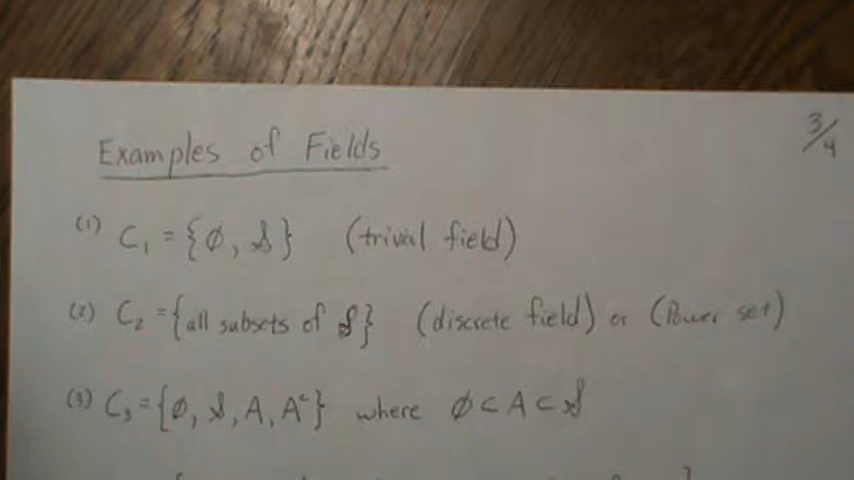 3/4
Examples of Fields
(1) C₁ = {∅, S} (trivial field)
(2) C₂ = {all subsets of S} (discrete field) or (Power set)
(3) C₃ = {∅, S, A, Aᶜ} where ∅ ⊂ A ⊂ S